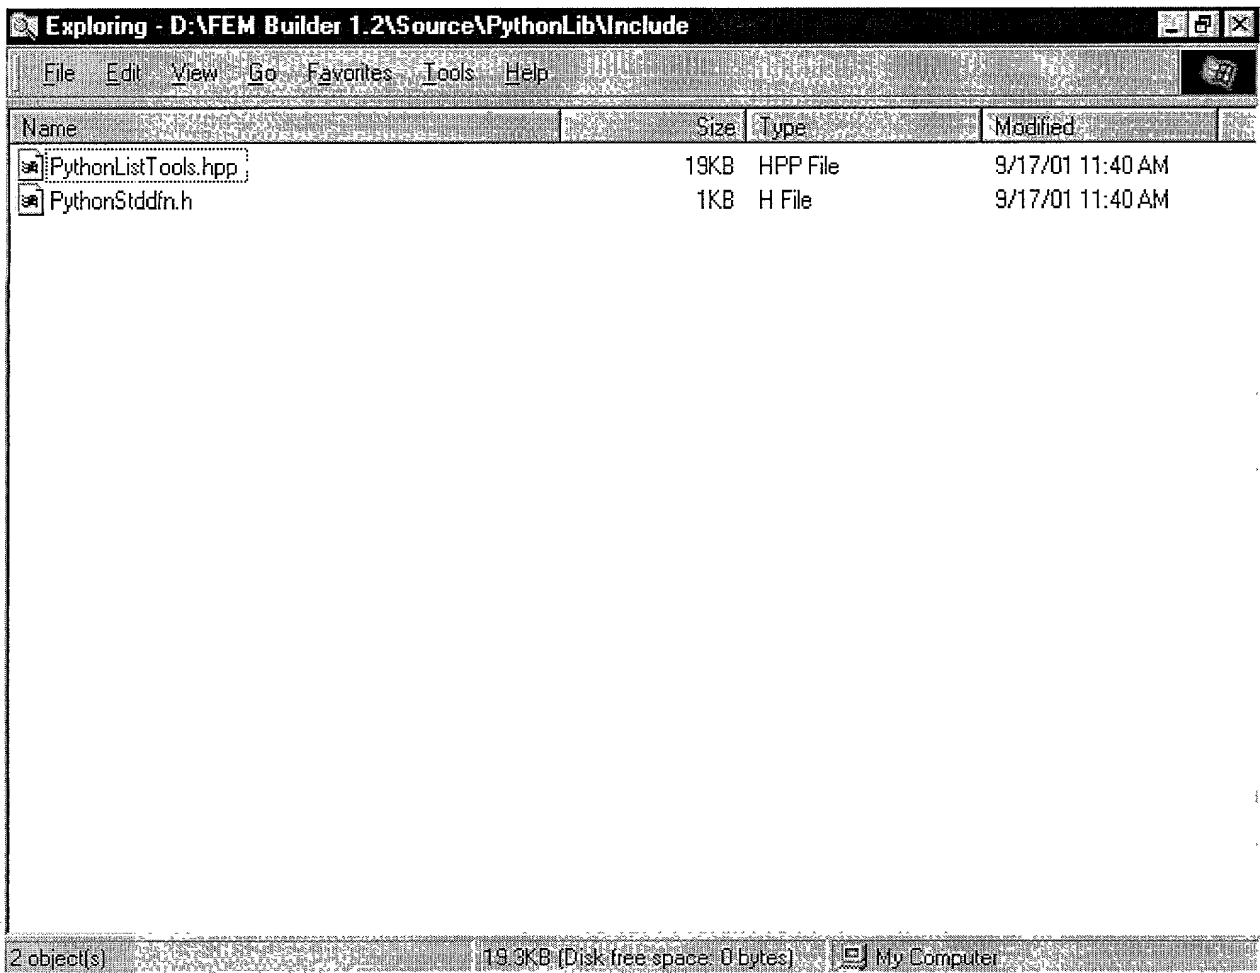 Exploring - D:\FEM Builder 1.2\Source\PythonLib\Include
File Edit View Go Favorites Tools Help
Name Size Type Modified
PythonListTools.hpp 19KB HPP File 9/17/01 11:40 AM
PythonStddfn.h 1KB H File 9/17/01 11:40 AM
2 object(s) 19.3KB (Disk free space: 0 bytes) My Computer